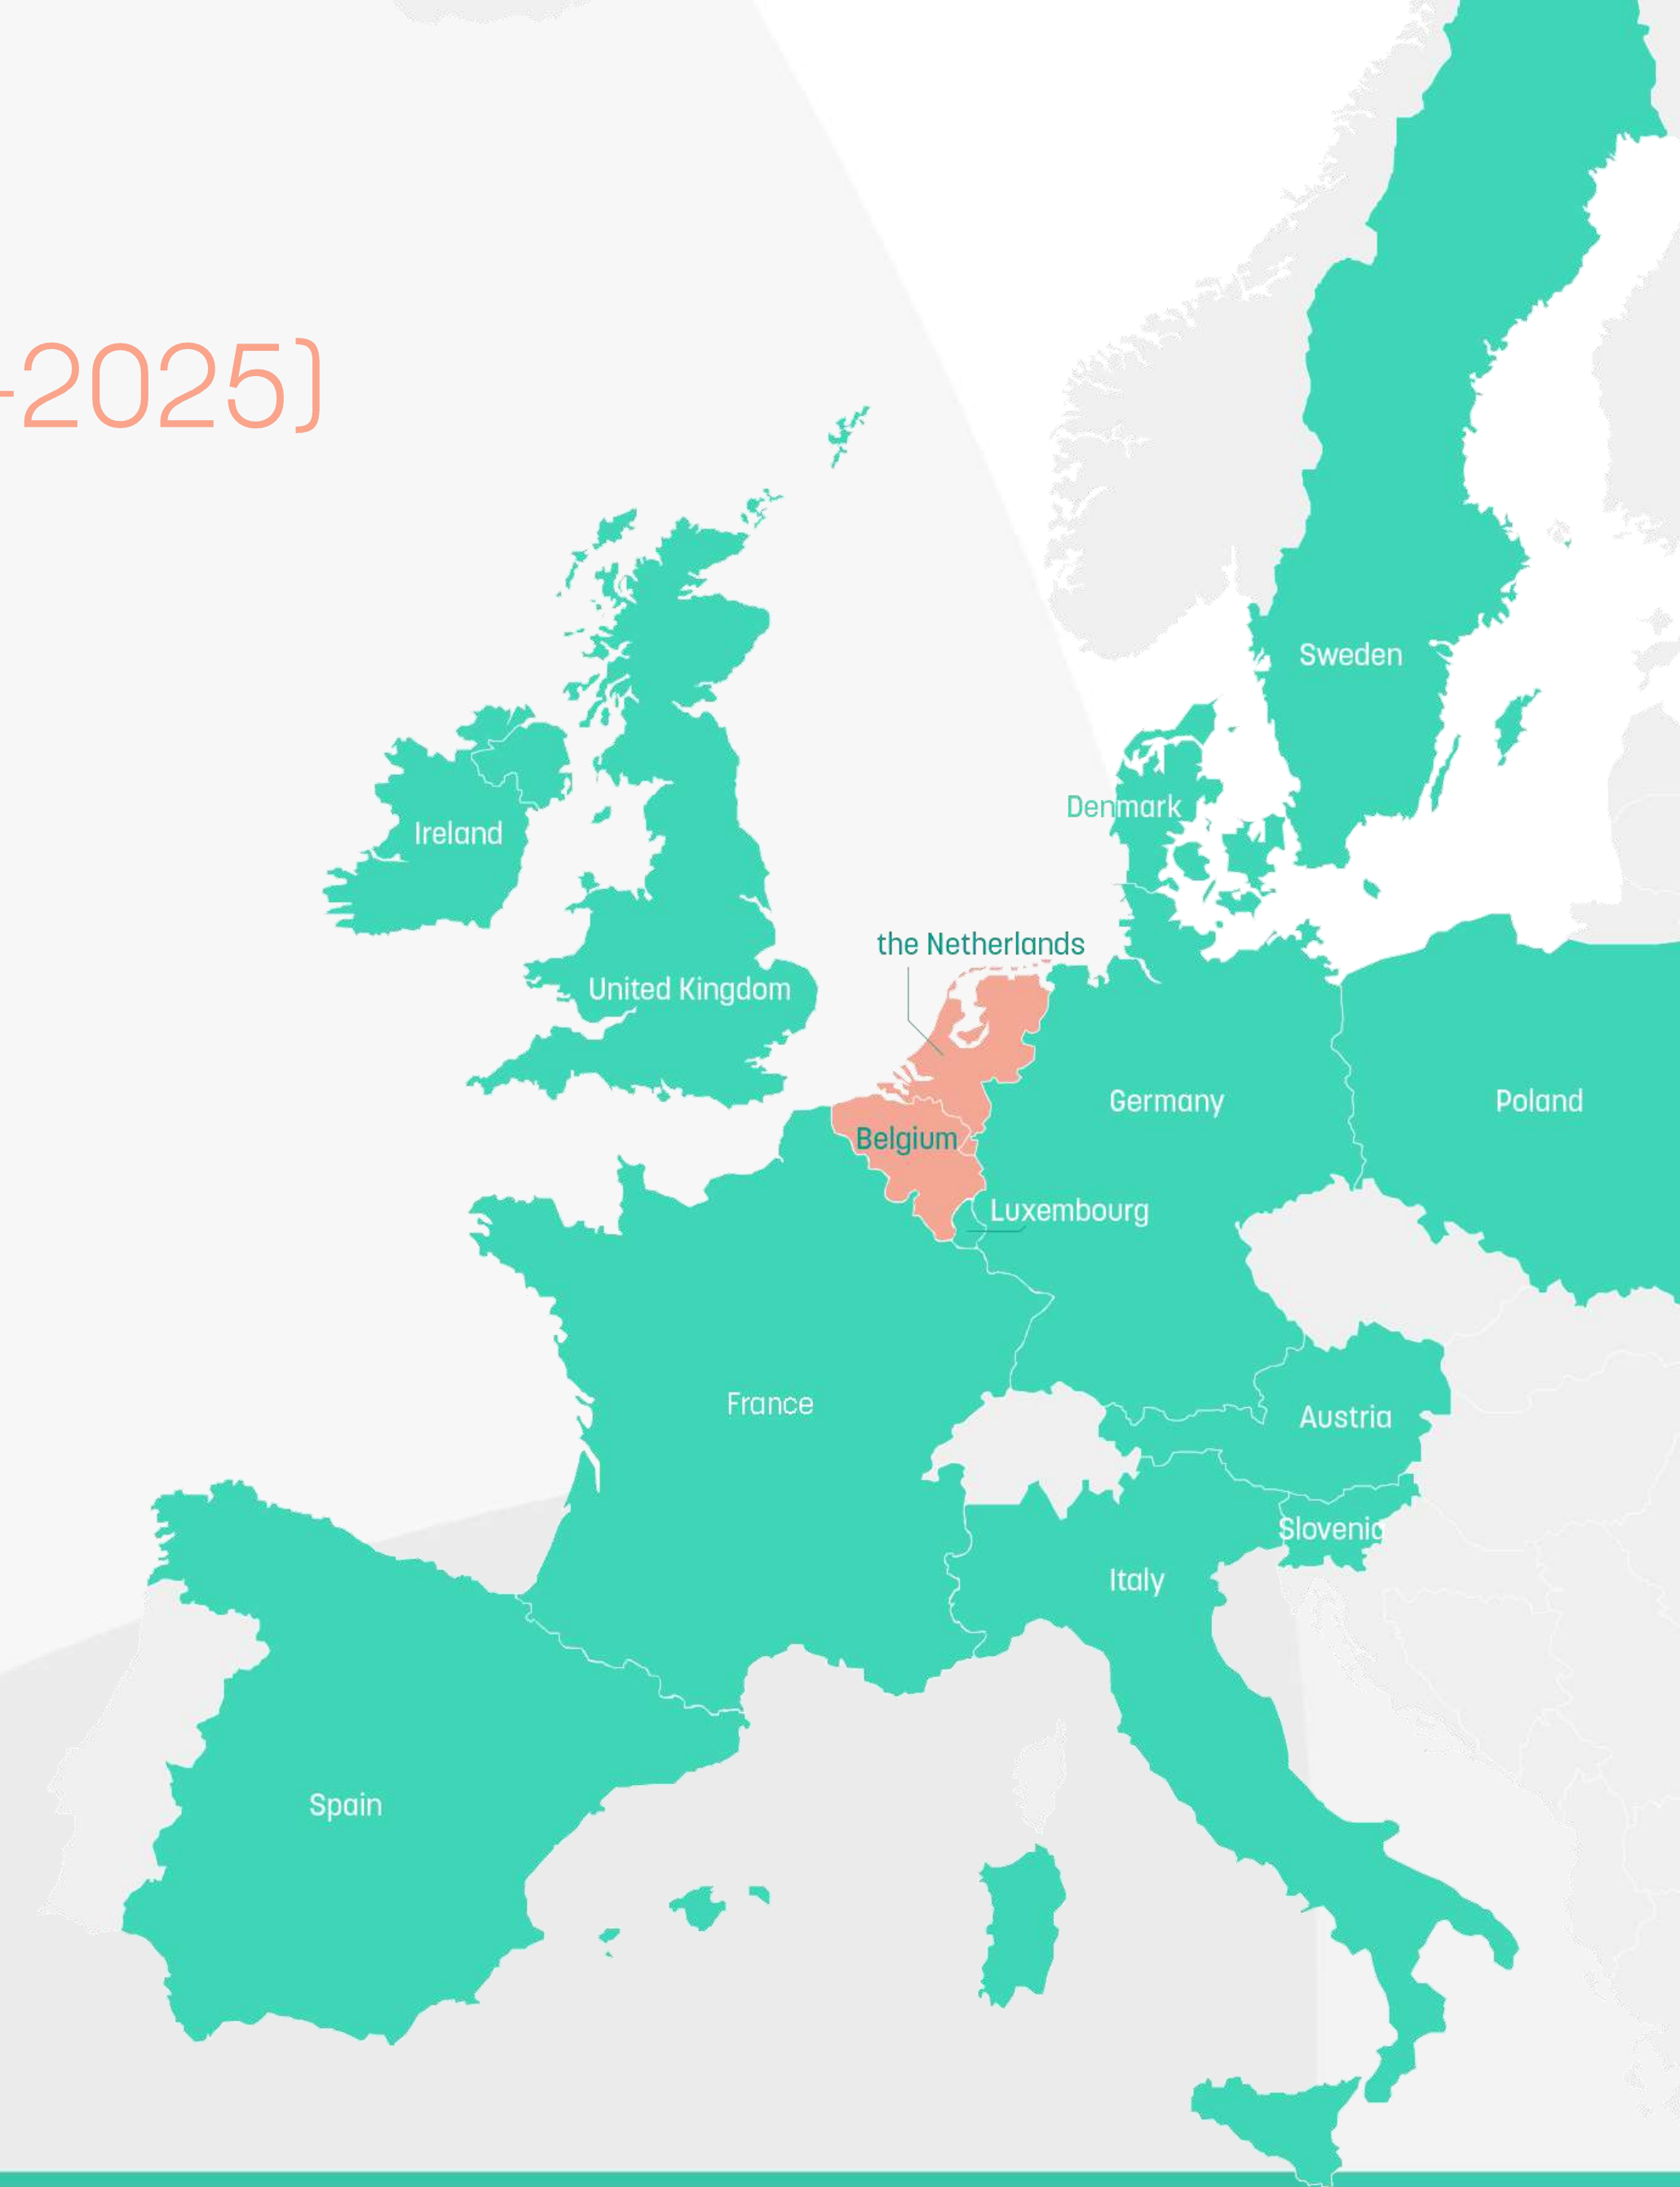 -2025)
Sweden
Denmark
Ireland
the Netherlands
United Kingdom
Germany
Poland
Belgium
Luxembourg
France
Austria
Slovenia
Italy
Spain